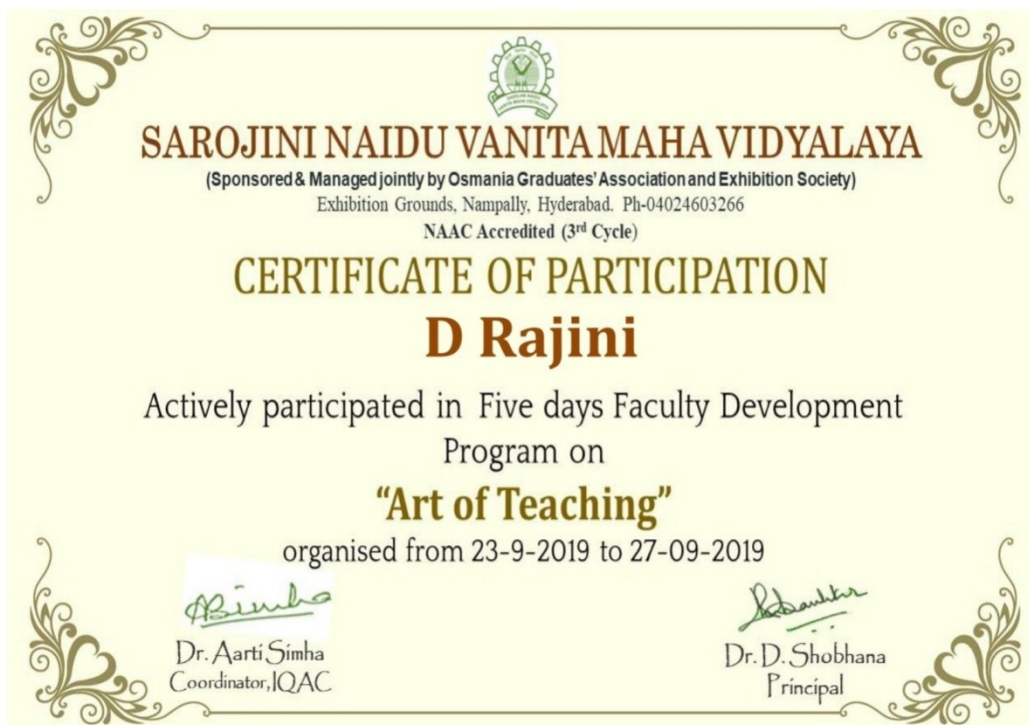 SAROJINI NAIDU VANITA MAHA VIDYALAYA
(Sponsored & Managed jointly by Osmania Graduates' Association and Exhibition Society)
Exhibition Grounds, Nampally, Hyderabad. Ph-04024603266
NAAC Accredited (3rd Cycle)
CERTIFICATE OF PARTICIPATION
D Rajini
Actively participated in Five days Faculty Development
Program on
“Art of Teaching”
organised from 23-9-2019 to 27-09-2019
ABimha
Dr. Aarti Simha
Coordinator,IQAC
Dr. D. Shobhana
Principal